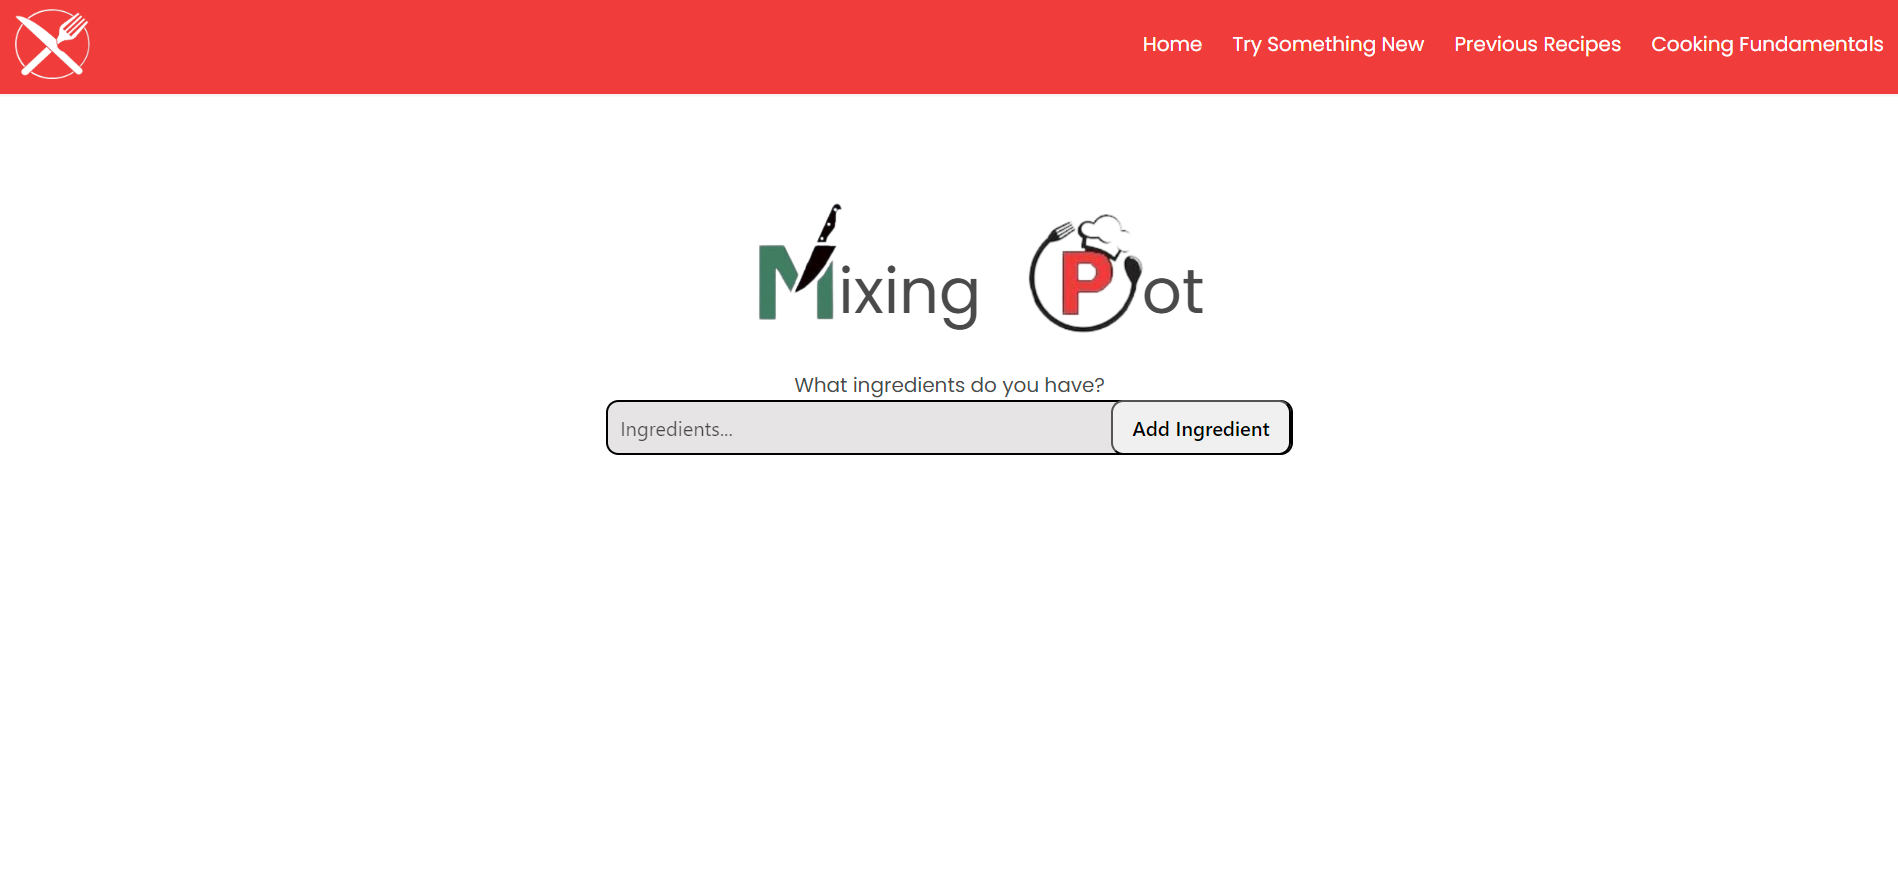 Home Try Something New Previous Recipes Cooking Fundamentals
Mixing Pot
What ingredients do you have?
Ingredients... Add Ingredient